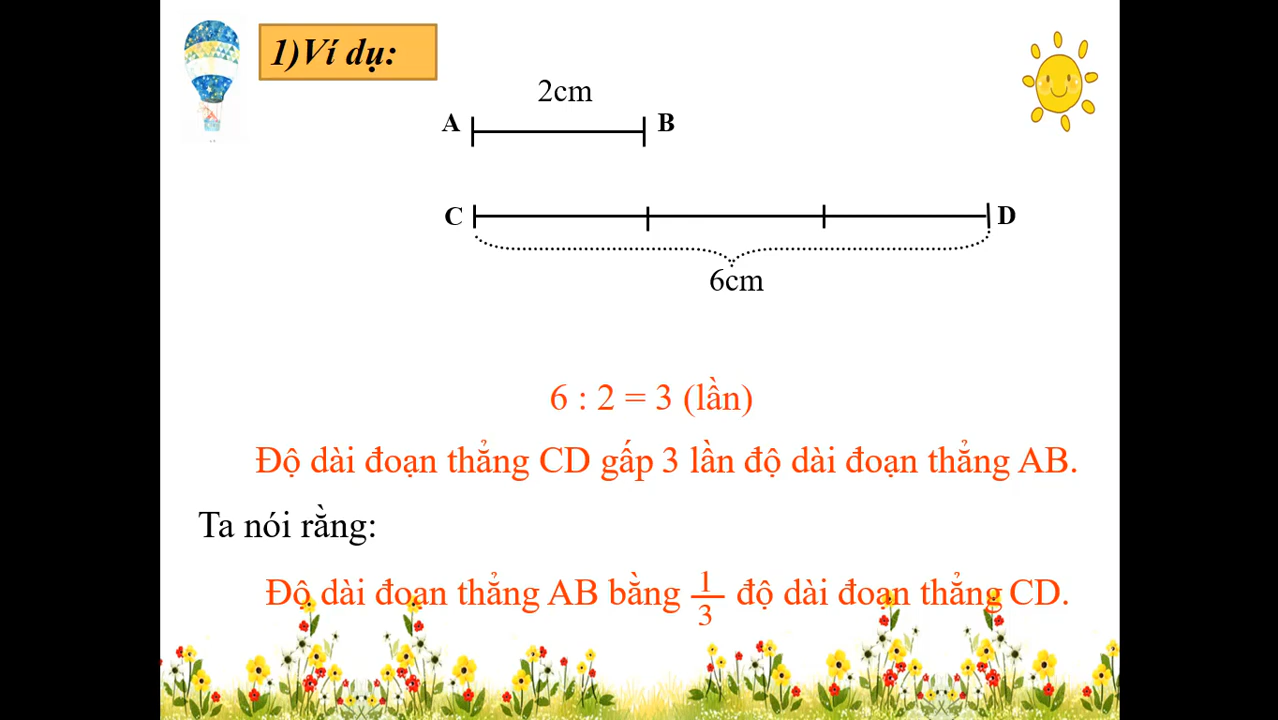 1)Ví dụ:
2cm
A B
C D
6cm
6 : 2 = 3 (lần)
Độ dài đoạn thẳng CD gấp 3 lần độ dài đoạn thẳng AB.
Ta nói rằng:
Độ dài đoạn thẳng AB bằng 1/3 độ dài đoạn thẳng CD.